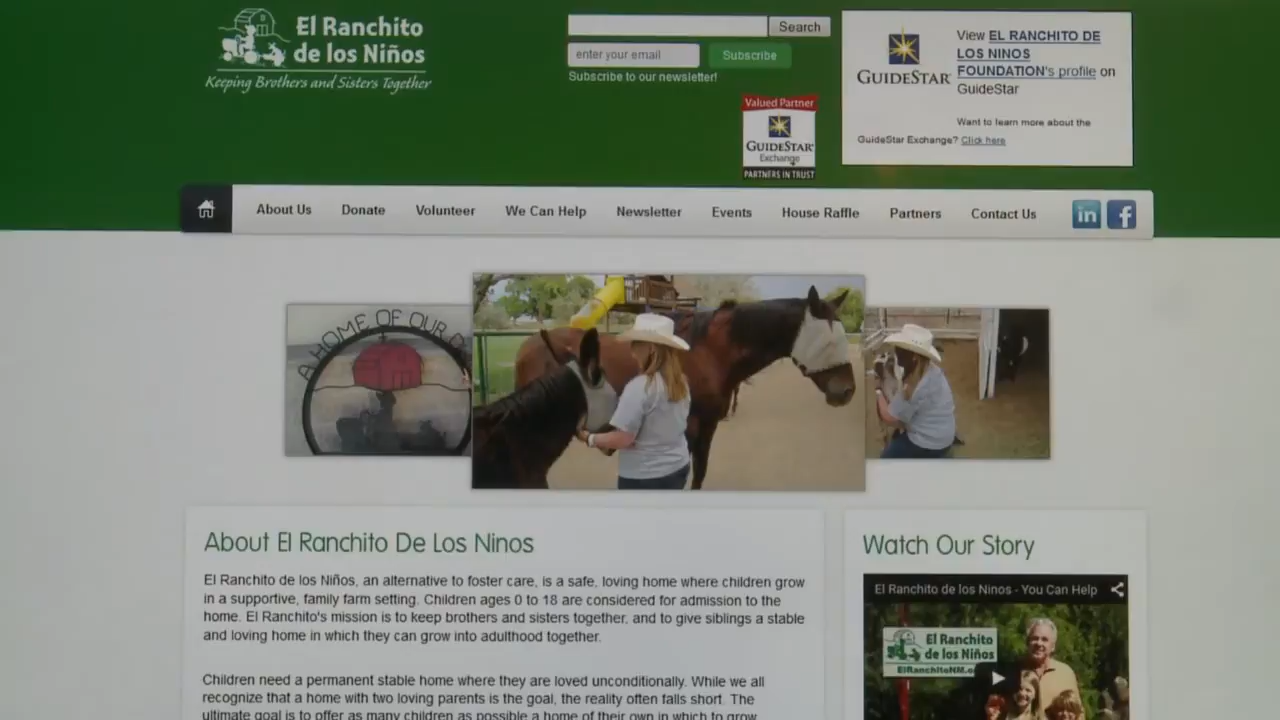 El Ranchito
de los Niños
Keeping Brothers and Sisters Together
Search
enter your email
Subscribe
Subscribe to our newsletter!
Valued Partner
GUIDESTAR
Exchange
PARTNERS IN TRUST
GUIDESTAR
View EL RANCHITO DE
LOS NINOS
FOUNDATION's profile on
GuideStar
Want to learn more about the
GuideStar Exchange? Click here
About Us
Donate
Volunteer
We Can Help
Newsletter
Events
House Raffle
Partners
Contact Us
in
f
A HOME OF OUR
About El Ranchito De Los Ninos
El Ranchito de los Niños, an alternative to foster care, is a safe, loving home where children grow
in a supportive, family farm setting. Children ages 0 to 18 are considered for admission to the
home. El Ranchito's mission is to keep brothers and sisters together, and to give siblings a stable
and loving home in which they can grow into adulthood together.
Children need a permanent stable home where they are loved unconditionally. While we all
recognize that a home with two loving parents is the goal, the reality often falls short. The
ultimate goal is to offer as many children as possible a home of their own in which to grow
Watch Our Story
El Ranchito de los Ninos - You Can Help
El Ranchito
de los Niños